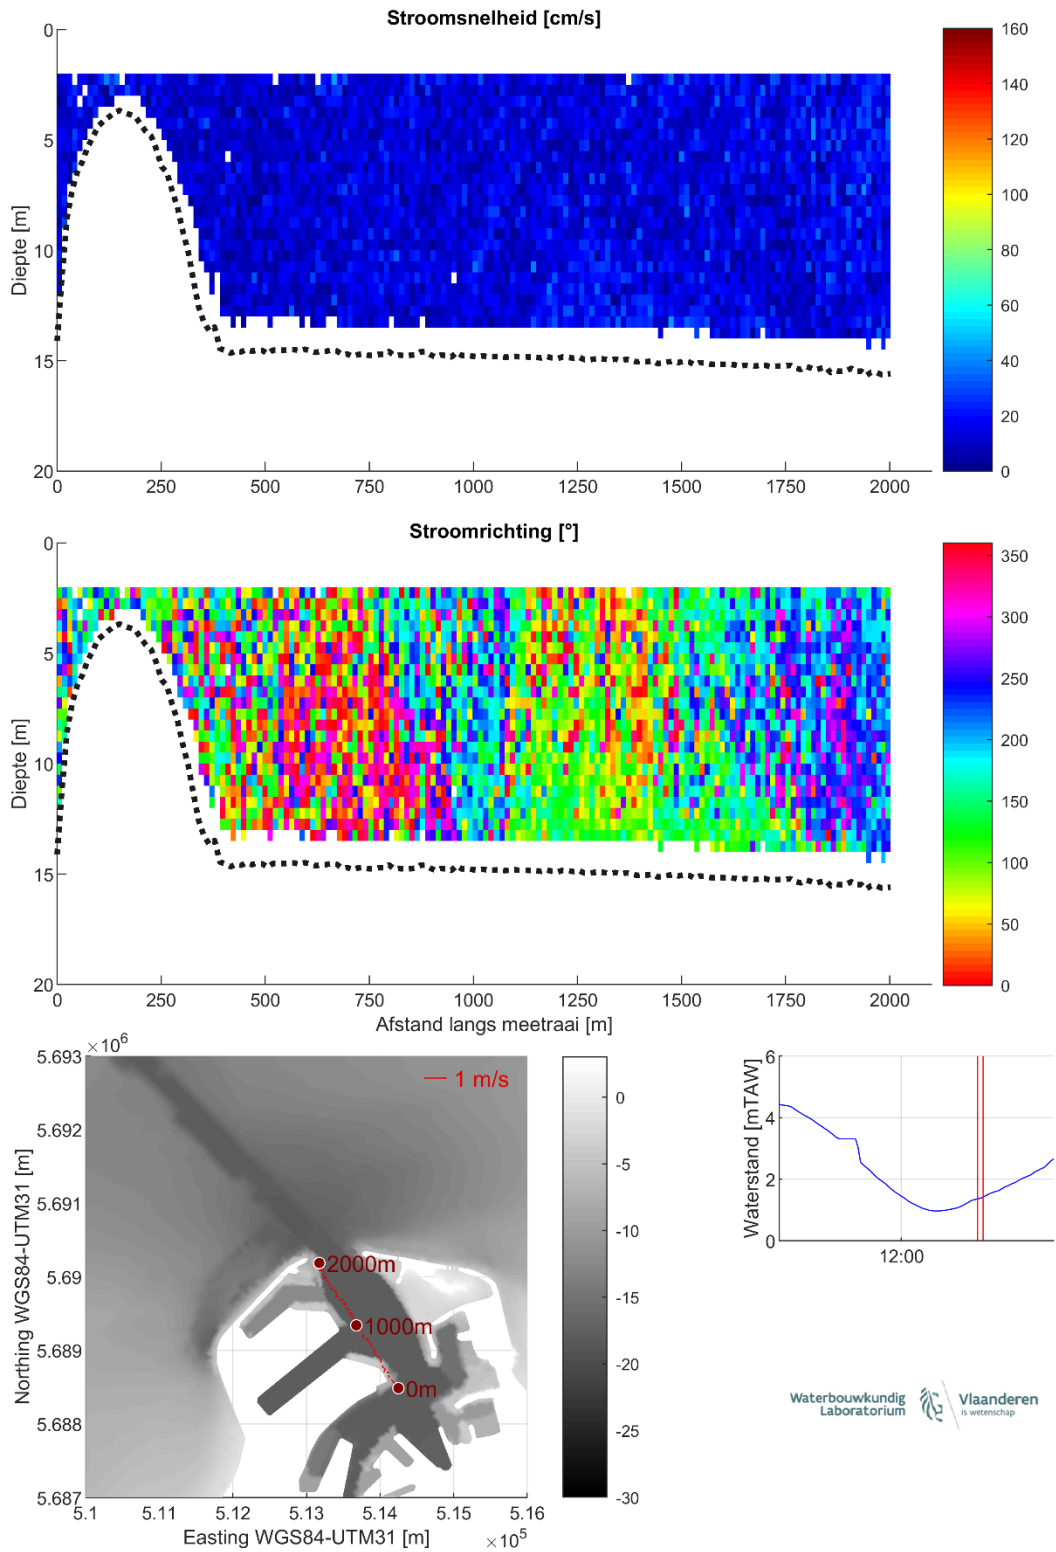 Stroomsnelheid [cm/s]
Diepte [m]
0
5
10
15
20
0 250 500 750 1000 1250 1500 1750 2000
160
140
120
100
80
60
40
20
0
Stroomrichting [°]
Diepte [m]
0
5
10
15
20
0 250 500 750 1000 1250 1500 1750 2000
Afstand langs meetraai [m]
350
300
250
200
150
100
50
0
×10⁶
Northing WGS84-UTM31 [m]
5.693
5.692
5.691
5.69
5.689
5.688
5.687
1 m/s
2000m
1000m
0m
5.1 5.11 5.12 5.13 5.14 5.15 5.16
Easting WGS84-UTM31 [m]
×10⁵
0
-5
-10
-15
-20
-25
-30
Waterstand [mTAW]
6
4
2
0
12:00
Waterbouwkundig
Laboratorium
Vlaanderen
is wetenschap